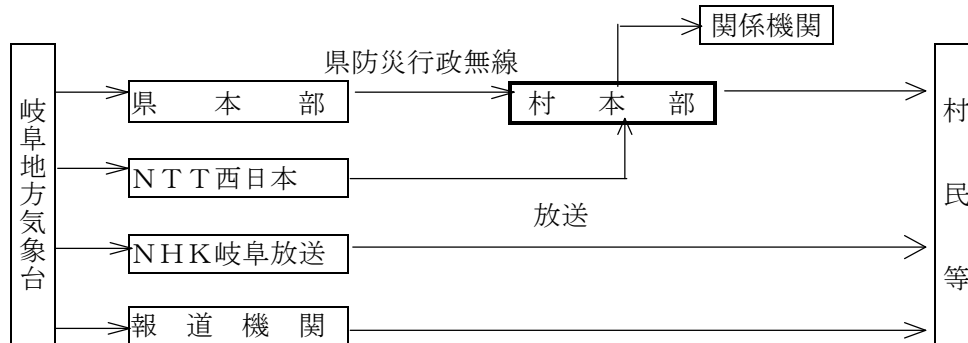 関係機関
県防災行政無線
岐阜地方気象台
県本部
村本部
村民等
ＮＴＴ西日本
放送
ＮＨＫ岐阜放送
報道機関